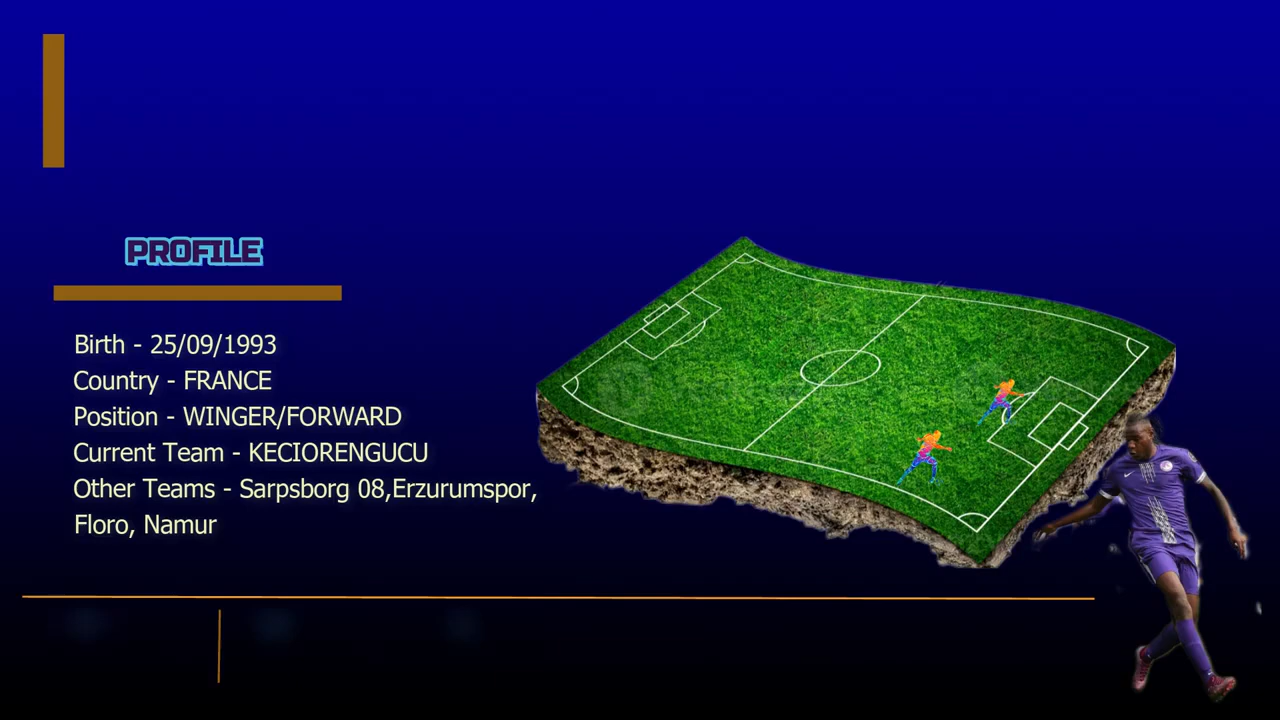 PROFILE
Birth - 25/09/1993
Country - FRANCE
Position - WINGER/FORWARD
Current Team - KECIORENGUCU
Other Teams - Sarpsborg 08,Erzurumspor,
Floro, Namur